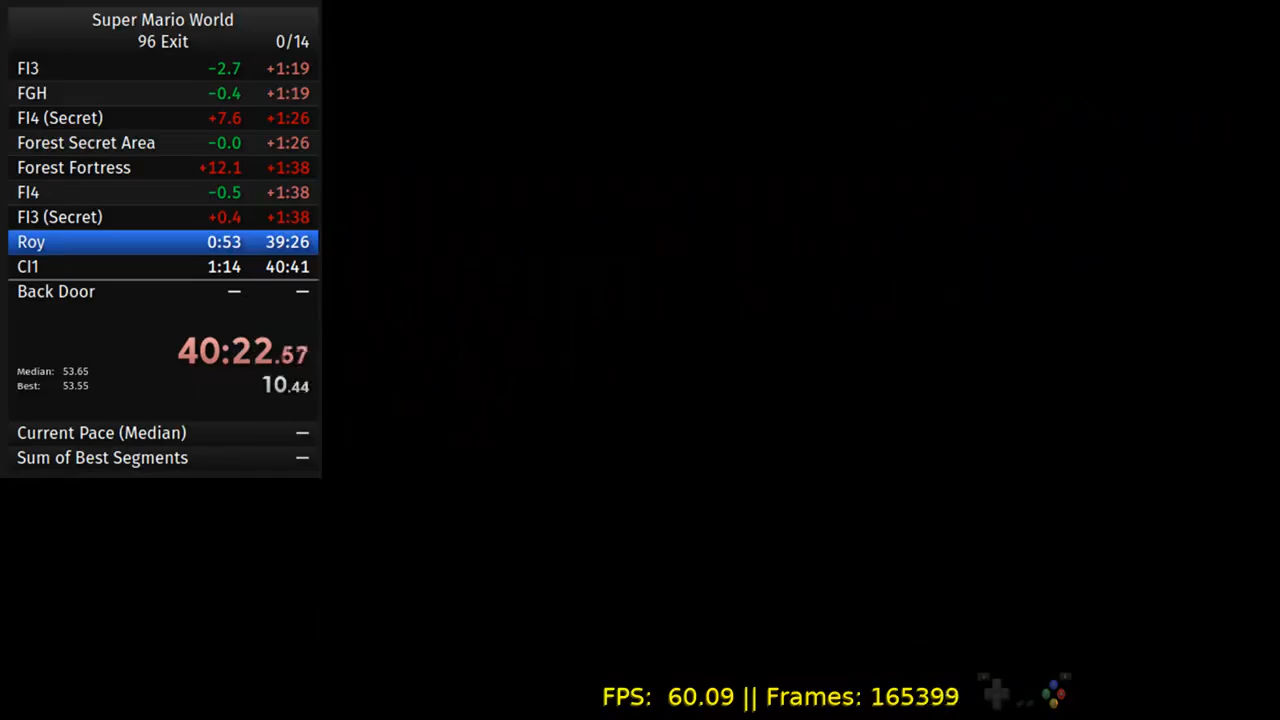 Super Mario World
96 Exit 0/14
FI3 -2.7 +1:19
FGH -0.4 +1:19
FI4 (Secret) +7.6 +1:26
Forest Secret Area -0.0 +1:26
Forest Fortress +12.1 +1:38
FI4 -0.5 +1:38
FI3 (Secret) +0.4 +1:38
Roy 0:53 39:26
CI1 1:14 40:41
Back Door — —
40:22.57
Median: 53.65
Best: 53.55
10.44
Current Pace (Median) —
Sum of Best Segments —
FPS: 60.09 || Frames: 165399